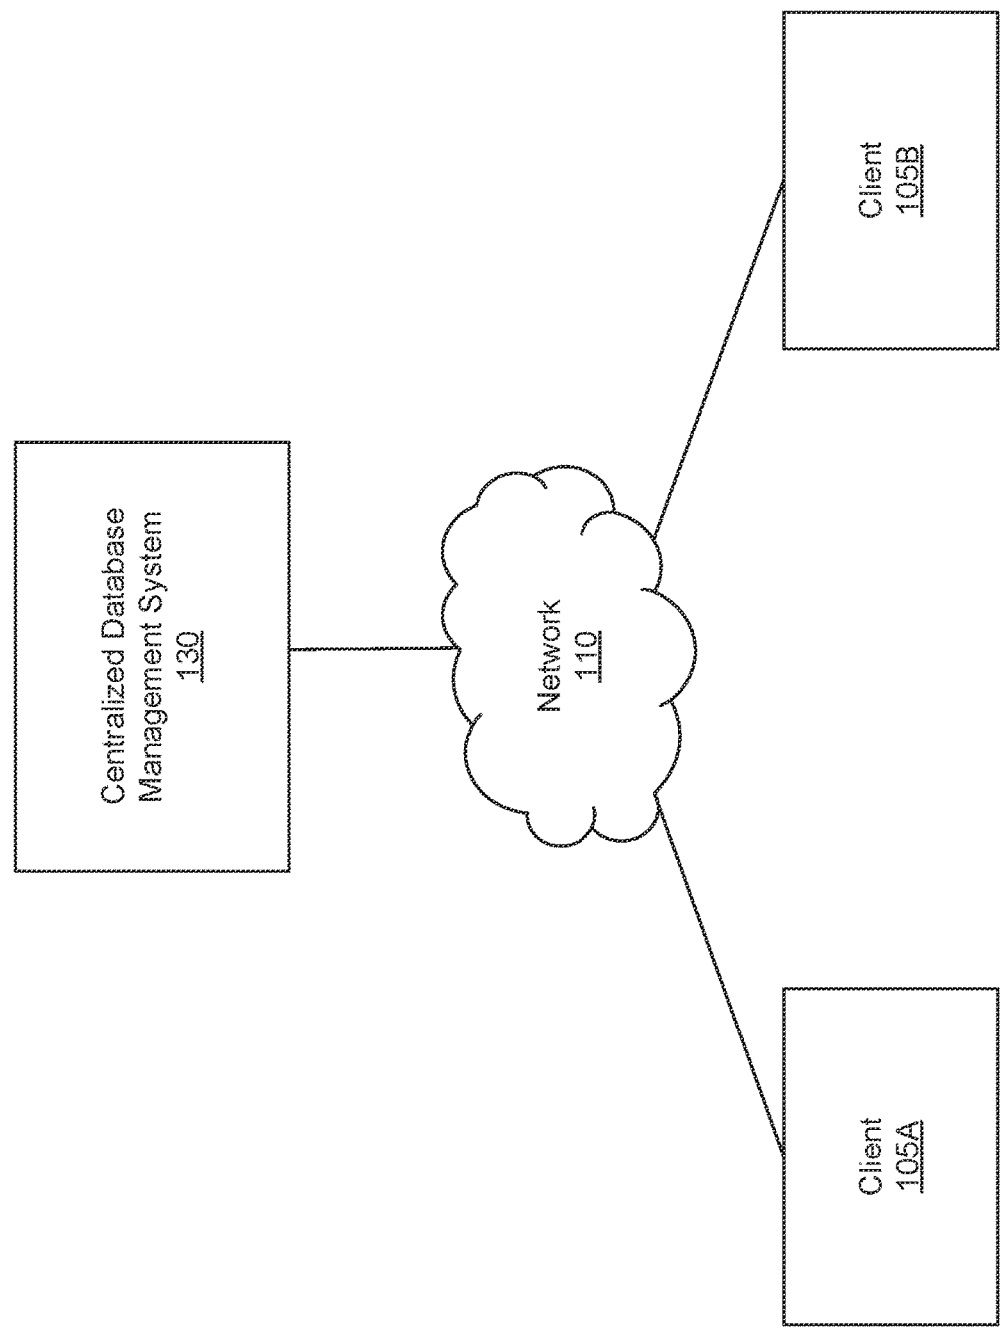 Centralized Database
Management System
130
Network
110
Client
105A
Client
105B